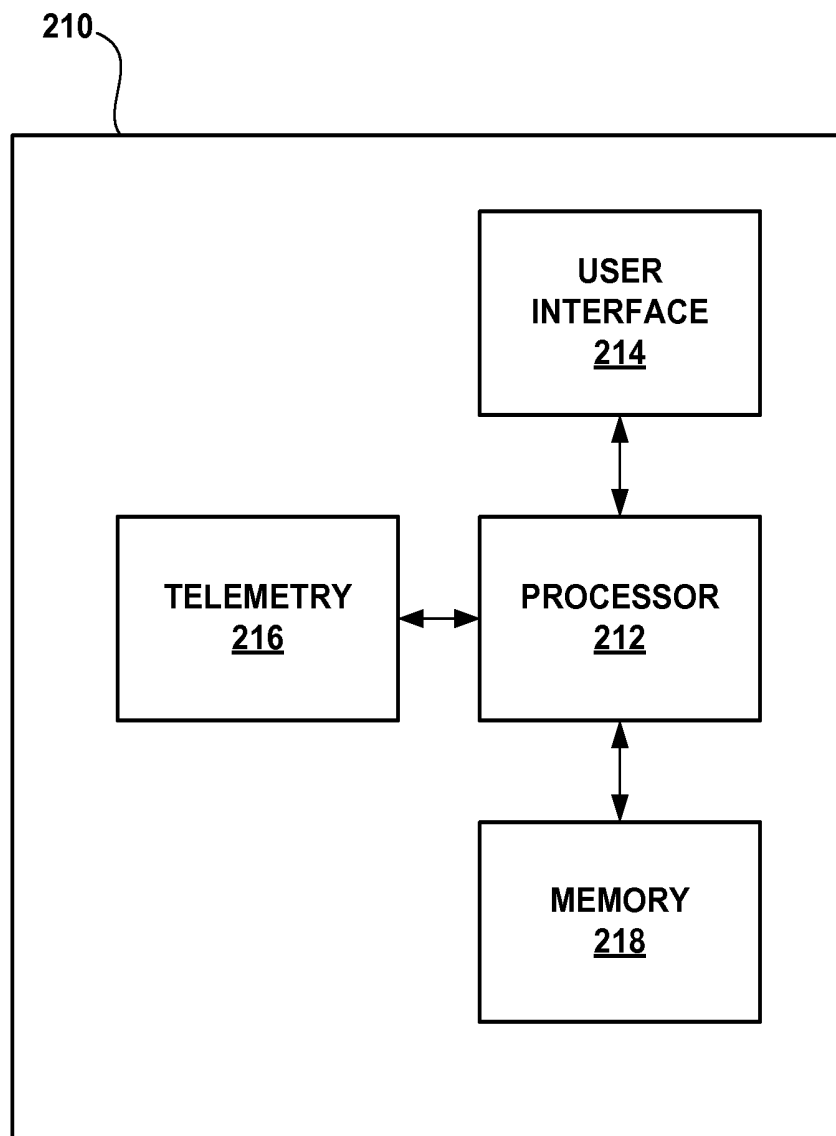 210
USER
INTERFACE
214
TELEMETRY
216
PROCESSOR
212
MEMORY
218